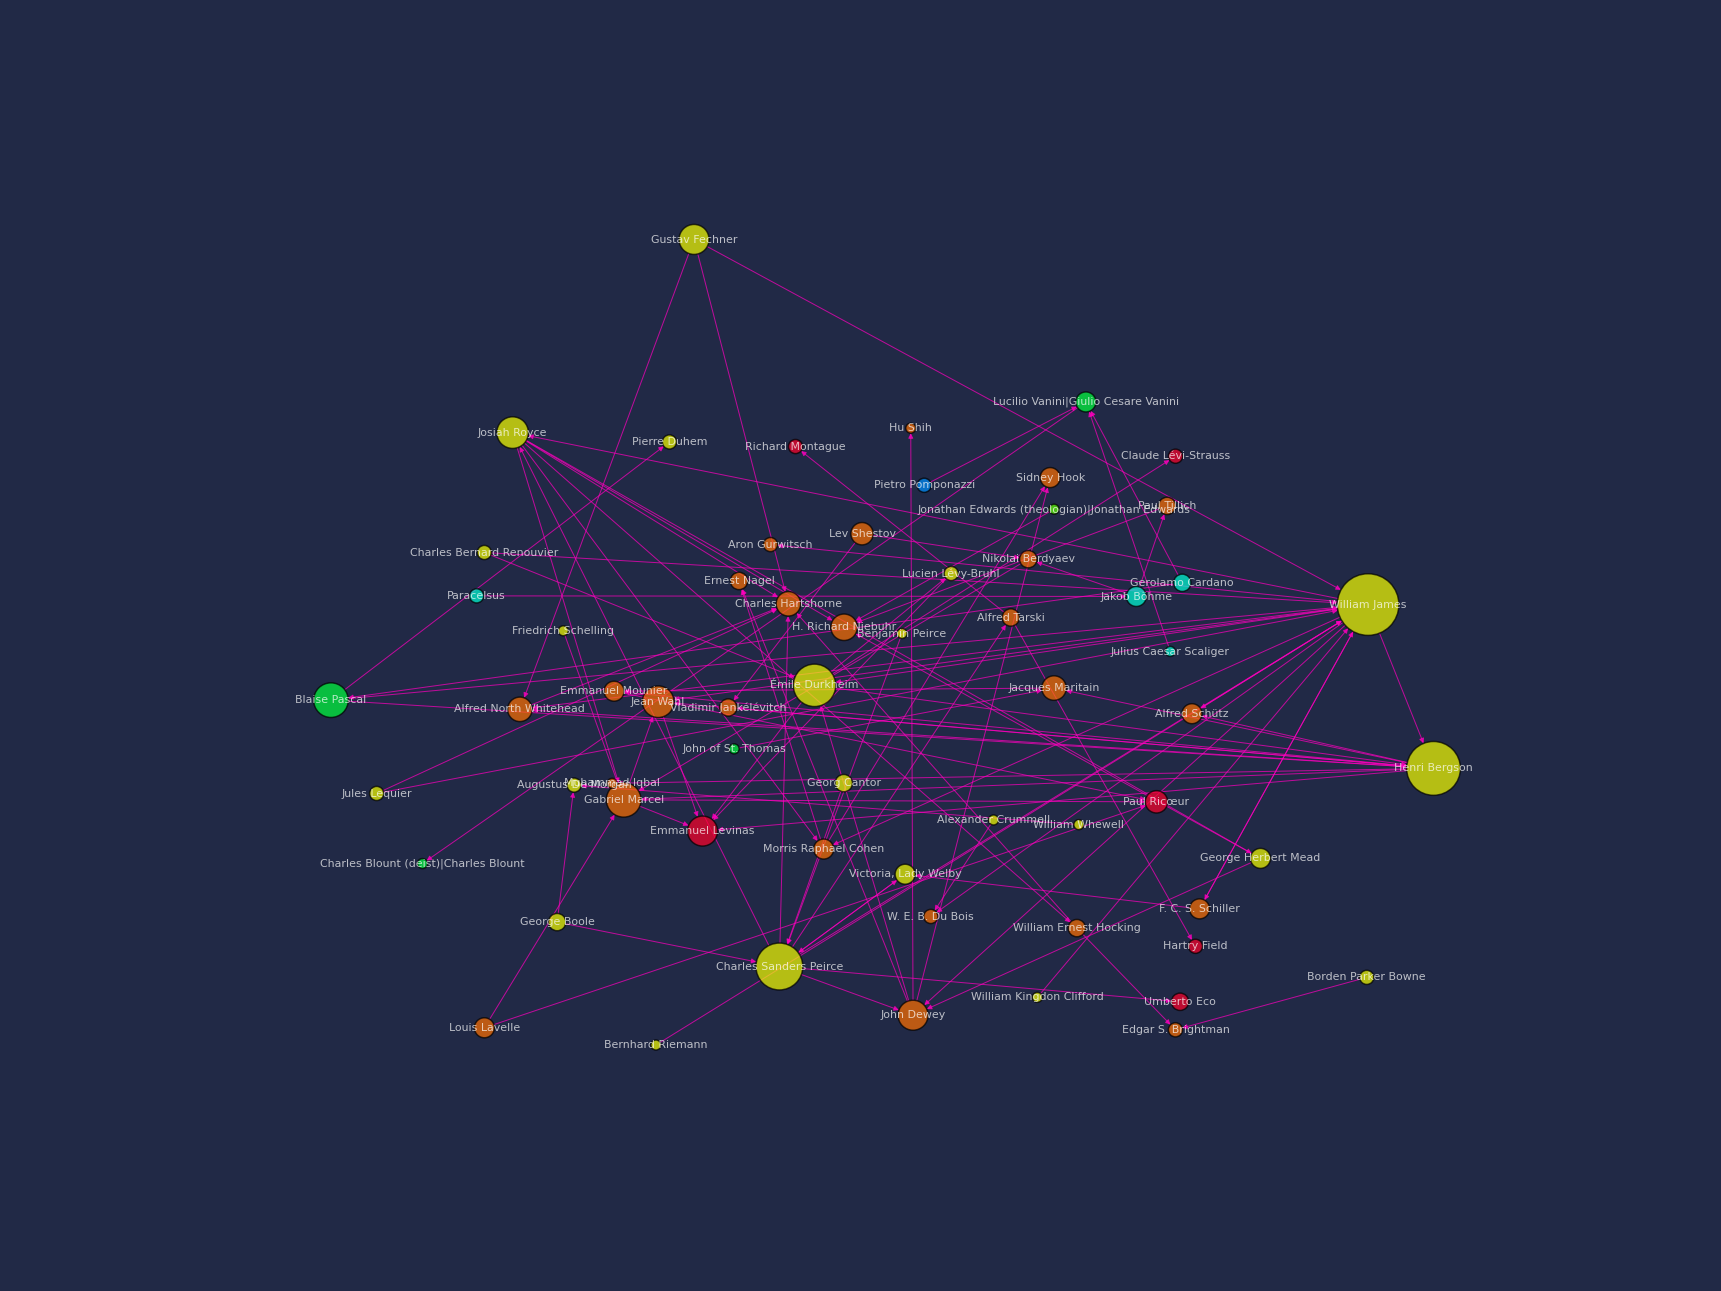 Gustav Fechner
Lucilio Vanini|Giulio Cesare Vanini
Hu Shih
Josiah Royce
Pierre Duhem
Richard Montague
Claude Lévi-Strauss
Sidney Hook
Pietro Pomponazzi
Paul Tillich
Jonathan Edwards (theologian)|Jonathan Edwards
Lev Shestov
Aron Gurwitsch
Charles Bernard Renouvier
Nikolai Berdyaev
Lucien Lévy-Bruhl
Ernest Nagel
Gerolamo Cardano
Paracelsus
Jakob Böhme
Charles Hartshorne
William James
Alfred Tarski
H. Richard Niebuhr
Friedrich Schelling
Benjamin Peirce
Julius Caesar Scaliger
Émile Durkheim
Jacques Maritain
Emmanuel Mounier
Blaise Pascal
Jean Wahl
Alfred North Whitehead
Vladimir Jankélévitch
Alfred Schütz
John of St. Thomas
Henri Bergson
Muhammad Iqbal
Georg Cantor
Augustus De Morgan
Jules Lequier
Gabriel Marcel
Paul Ricœur
Alexander Crummell
William Whewell
Emmanuel Levinas
Morris Raphael Cohen
George Herbert Mead
Charles Blount (deist)|Charles Blount
Victoria, Lady Welby
F. C. S. Schiller
W. E. B. Du Bois
George Boole
William Ernest Hocking
Hartry Field
Charles Sanders Peirce
Borden Parker Bowne
William Kingdon Clifford
Umberto Eco
John Dewey
Louis Lavelle
Edgar S. Brightman
Bernhard Riemann